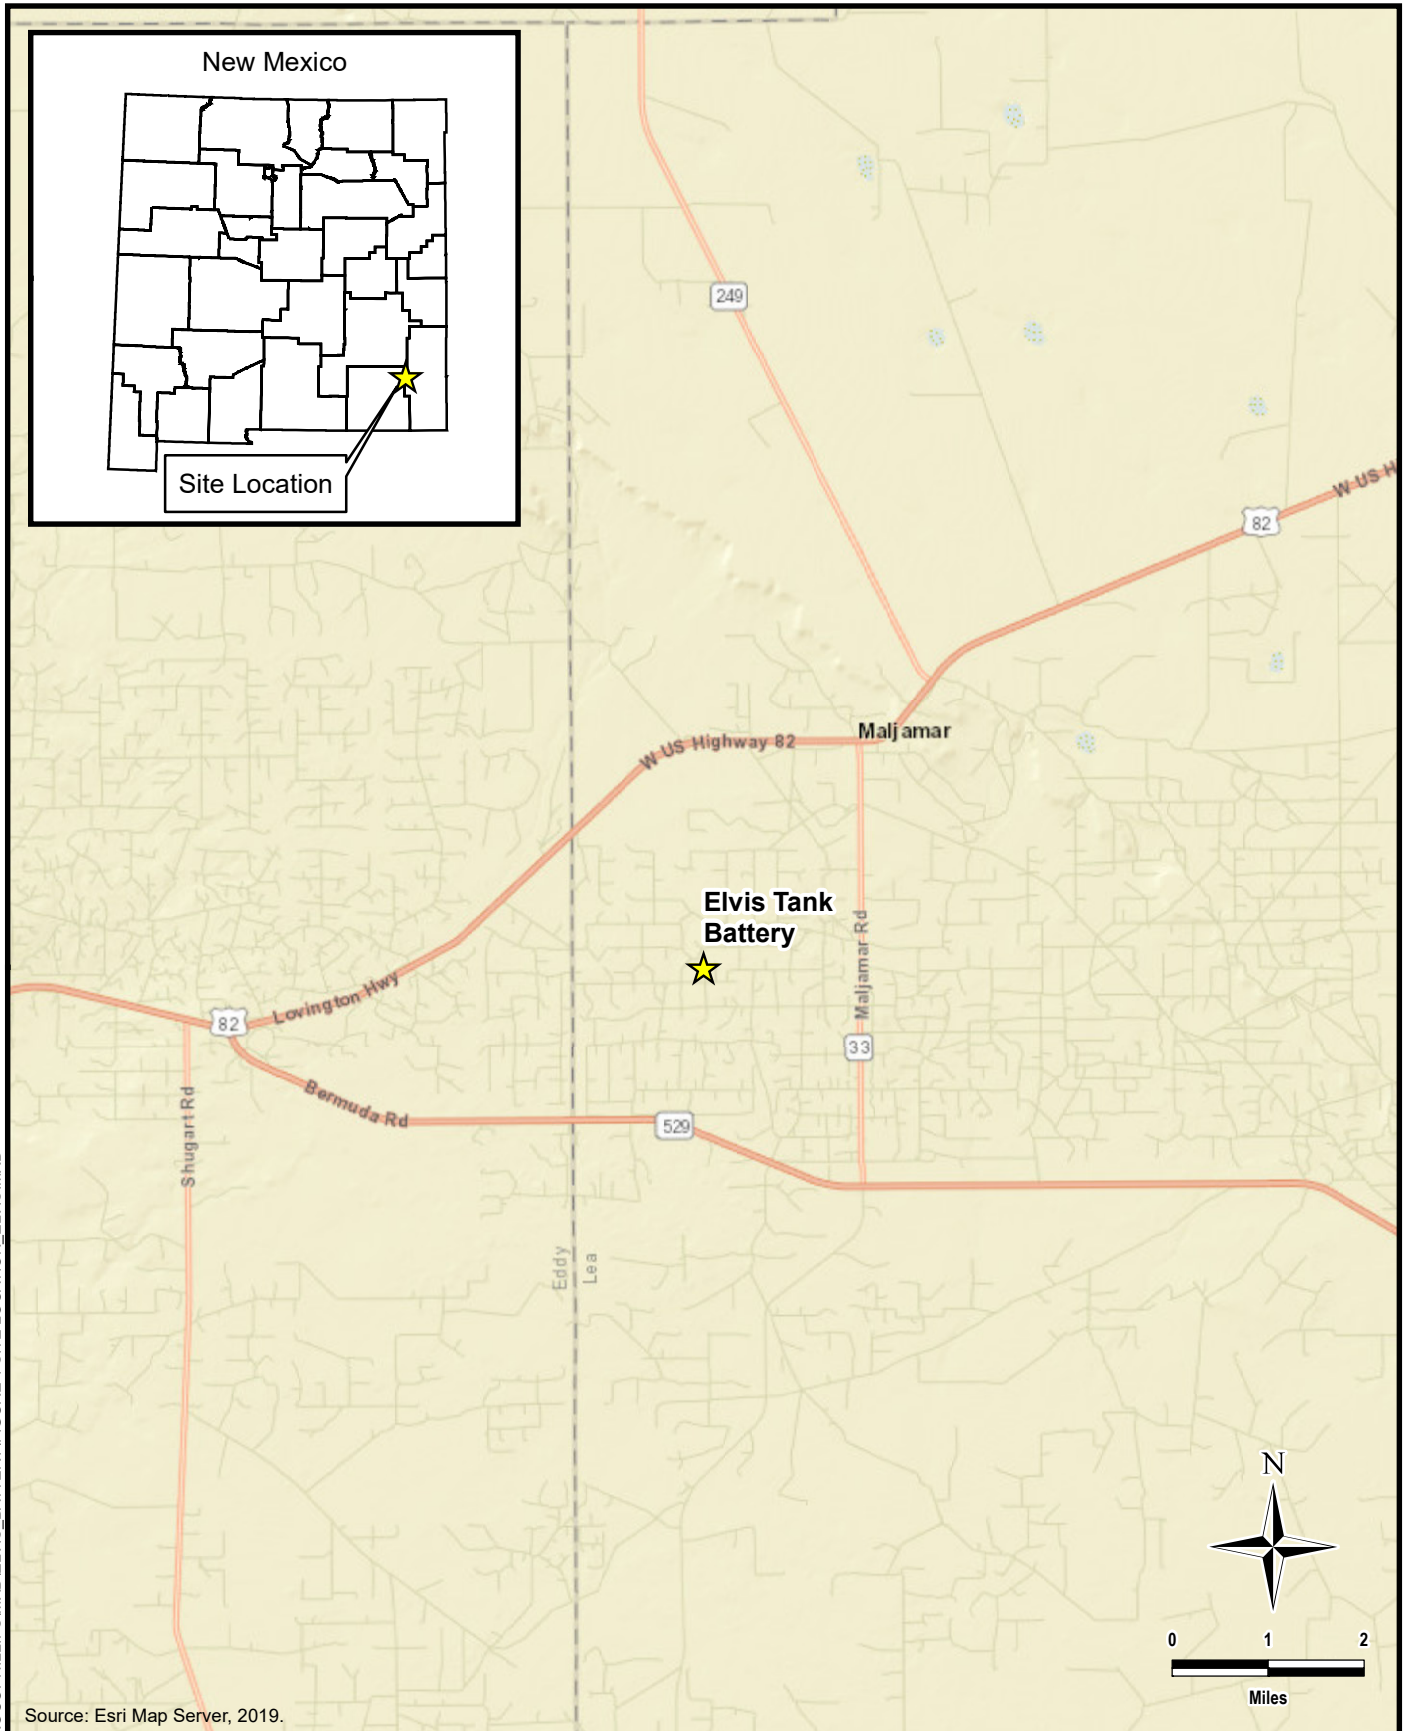 New Mexico
Site Location
249
W US H
82
Maljamar
W US Highway 82
Elvis Tank
Battery
Maljamar Rd
Lovington Hwy
82
33
Bermuda Rd
Shugart Rd
529
Eddy
Lea
N
0 1 2
Miles
Source: Esri Map Server, 2019.